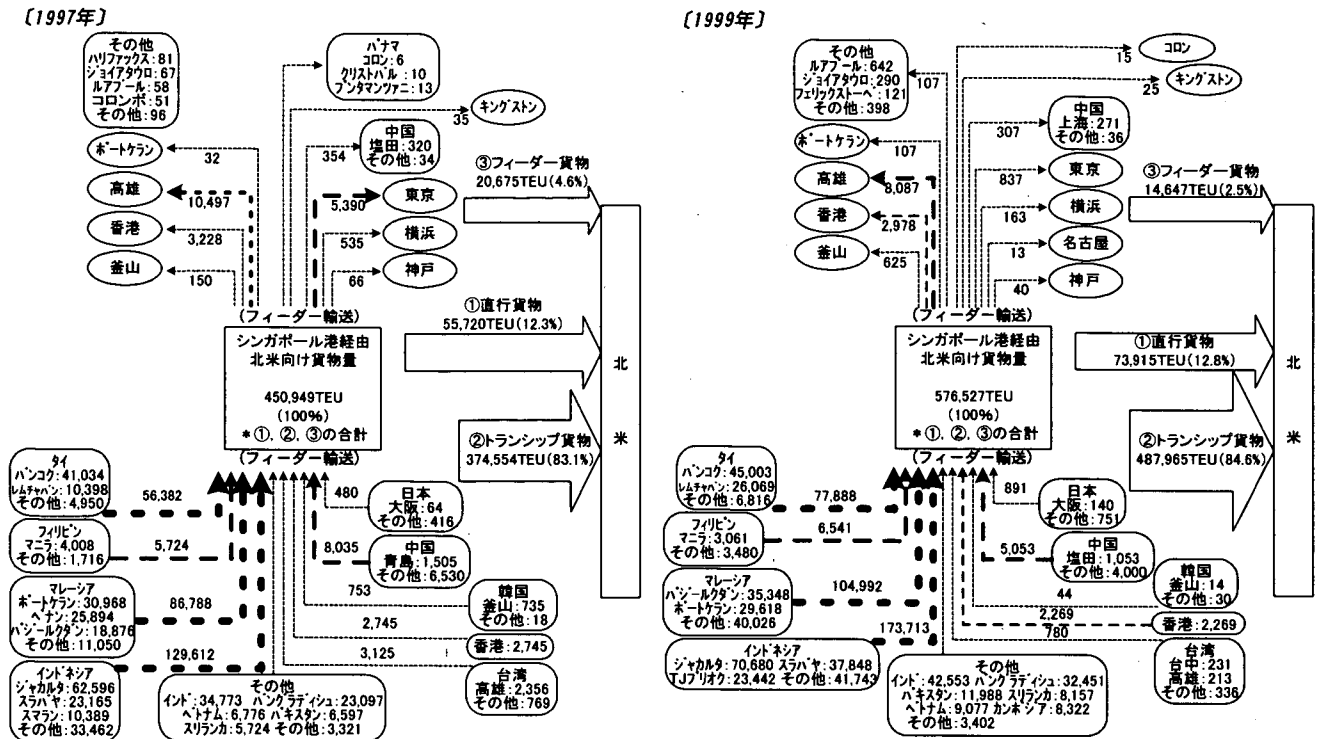 〔1997年〕
その他
ハリファックス:81
ジョイアタウロ:67
ルアブール:58
コロンボ:51
その他:96
パナマ
コロン:6
クリストバル:10
プンタマンツァニ:13
35
キングストン
中国
塩田:320
その他:34
354
ポートケラン
32
高雄
10,497
香港
3,228
釜山
150
③フィーダー貨物
20,675TEU(4.6%)
東京
5,390
横浜
535
神戸
66
(フィーダー輸送)
①直行貨物
55,720TEU(12.3%)
シンガポール港経由
北米向け貨物量
450,949TEU
(100%)
*①,②,③の合計
(フィーダー輸送)
②トランシップ貨物
374,554TEU(83.1%)
北
米
タイ
バンコク:41,034
レムチャバン:10,398
その他:4,950
56,382
フィリピン
マニラ:4,008
その他:1,716
5,724
マレーシア
ポートケラン:30,968
ペナン:25,894
パシールクダン:18,876
その他:11,050
86,788
インドネシア
ジャカルタ:62,596
スラバヤ:23,165
スマラン:10,389
その他:33,462
129,612
その他
インド:34,773 バングラディシュ:23,097
ベトナム:6,776 パキスタン:6,597
スリランカ:5,724 その他:3,321
480
日本
大阪:64
その他:416
8,035
中国
青島:1,505
その他:6,530
753
韓国
釜山:735
その他:18
2,745
香港:2,745
3,125
台湾
高雄:2,356
その他:769
〔1999年〕
その他
ルアブール:642
ジョイアタウロ:290
フェリックストーベ:121
その他:398
107
15
コロン
25
キングストン
307
中国
上海:271
その他:36
ポートケラン
107
高雄
8,087
香港
2,978
釜山
625
東京
837
横浜
163
名古屋
13
神戸
40
③フィーダー貨物
14,647TEU(2.5%)
(フィーダー輸送)
①直行貨物
73,915TEU(12.8%)
シンガポール港経由
北米向け貨物量
576,527TEU
(100%)
*①,②,③の合計
(フィーダー輸送)
②トランシップ貨物
487,965TEU(84.6%)
北
米
タイ
バンコク:45,003
レムチャバン:26,069
その他:6,816
77,888
フィリピン
マニラ:3,061
その他:3,480
6,541
マレーシア
パシールクダン:35,348
ポートケラン:29,618
その他:40,026
104,992
インドネシア
ジャカルタ:70,680 スラバヤ:37,848
TJプリオク:23,442 その他:41,743
173,713
その他
インド:42,553 バングラディシュ:32,451
パキスタン:11,988 スリランカ:8,157
ベトナム:9,077 カンボシア:8,322
その他:3,402
891
日本
大阪:140
その他:751
5,053
中国
塩田:1,053
その他:4,000
44
韓国
釜山:14
その他:30
2,269
香港:2,269
780
台湾
台中:231
高雄:213
その他:336